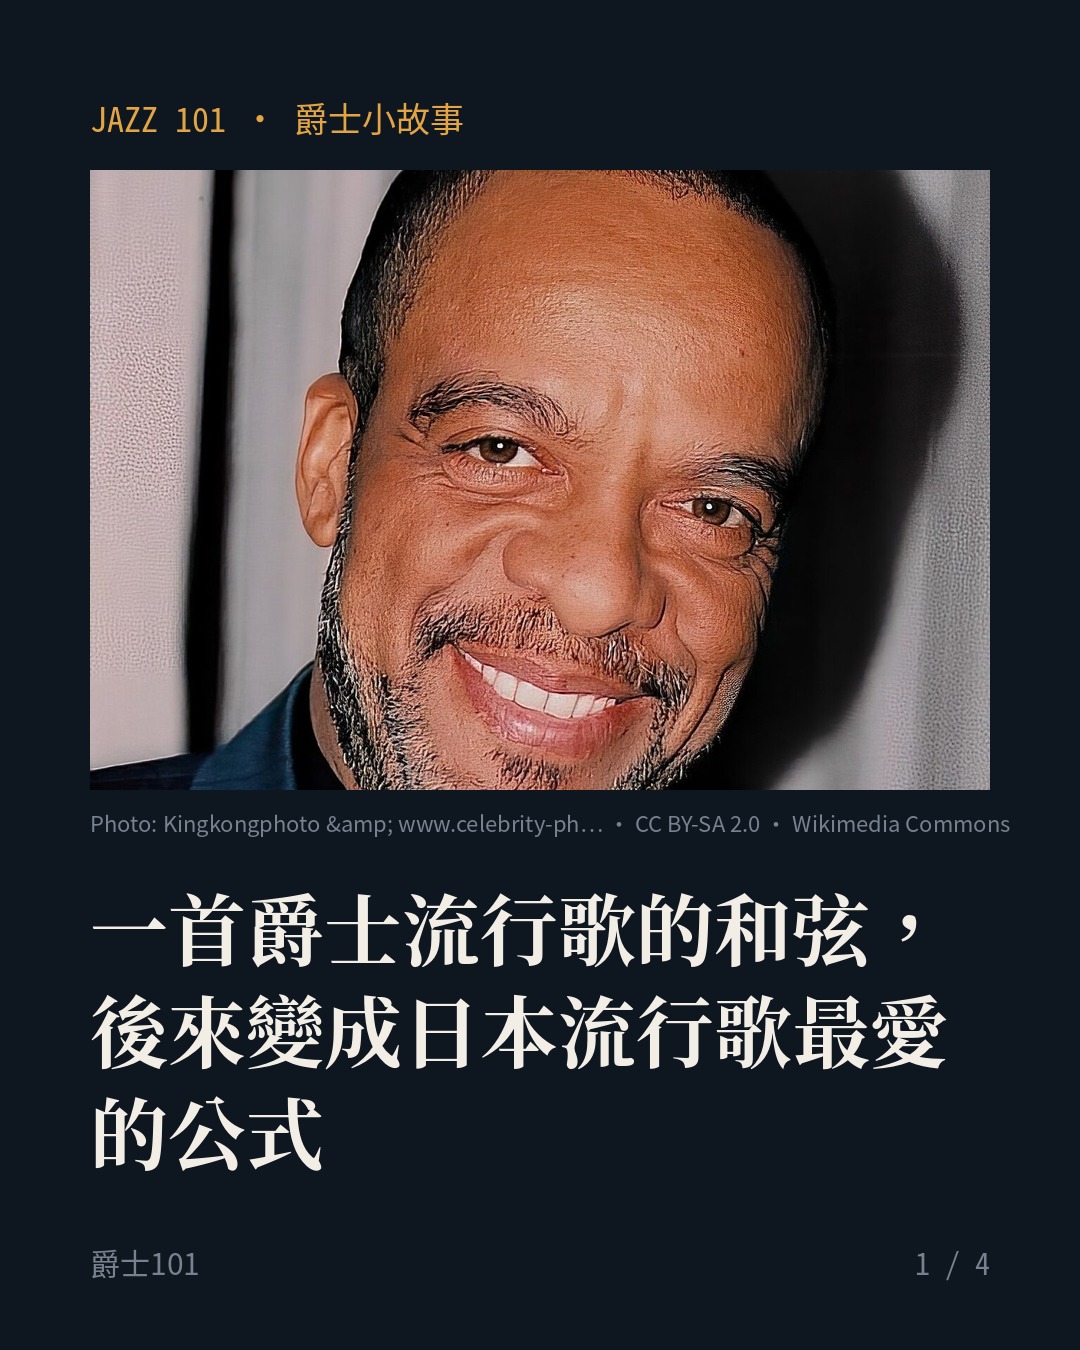 JAZZ 101 · 爵士小故事
Photo: Kingkongphoto &amp; www.celebrity-ph… · CC BY-SA 2.0 · Wikimedia Commons
一首爵士流行歌的和弦，
後來變成日本流行歌最愛
的公式
爵士101
1 / 4